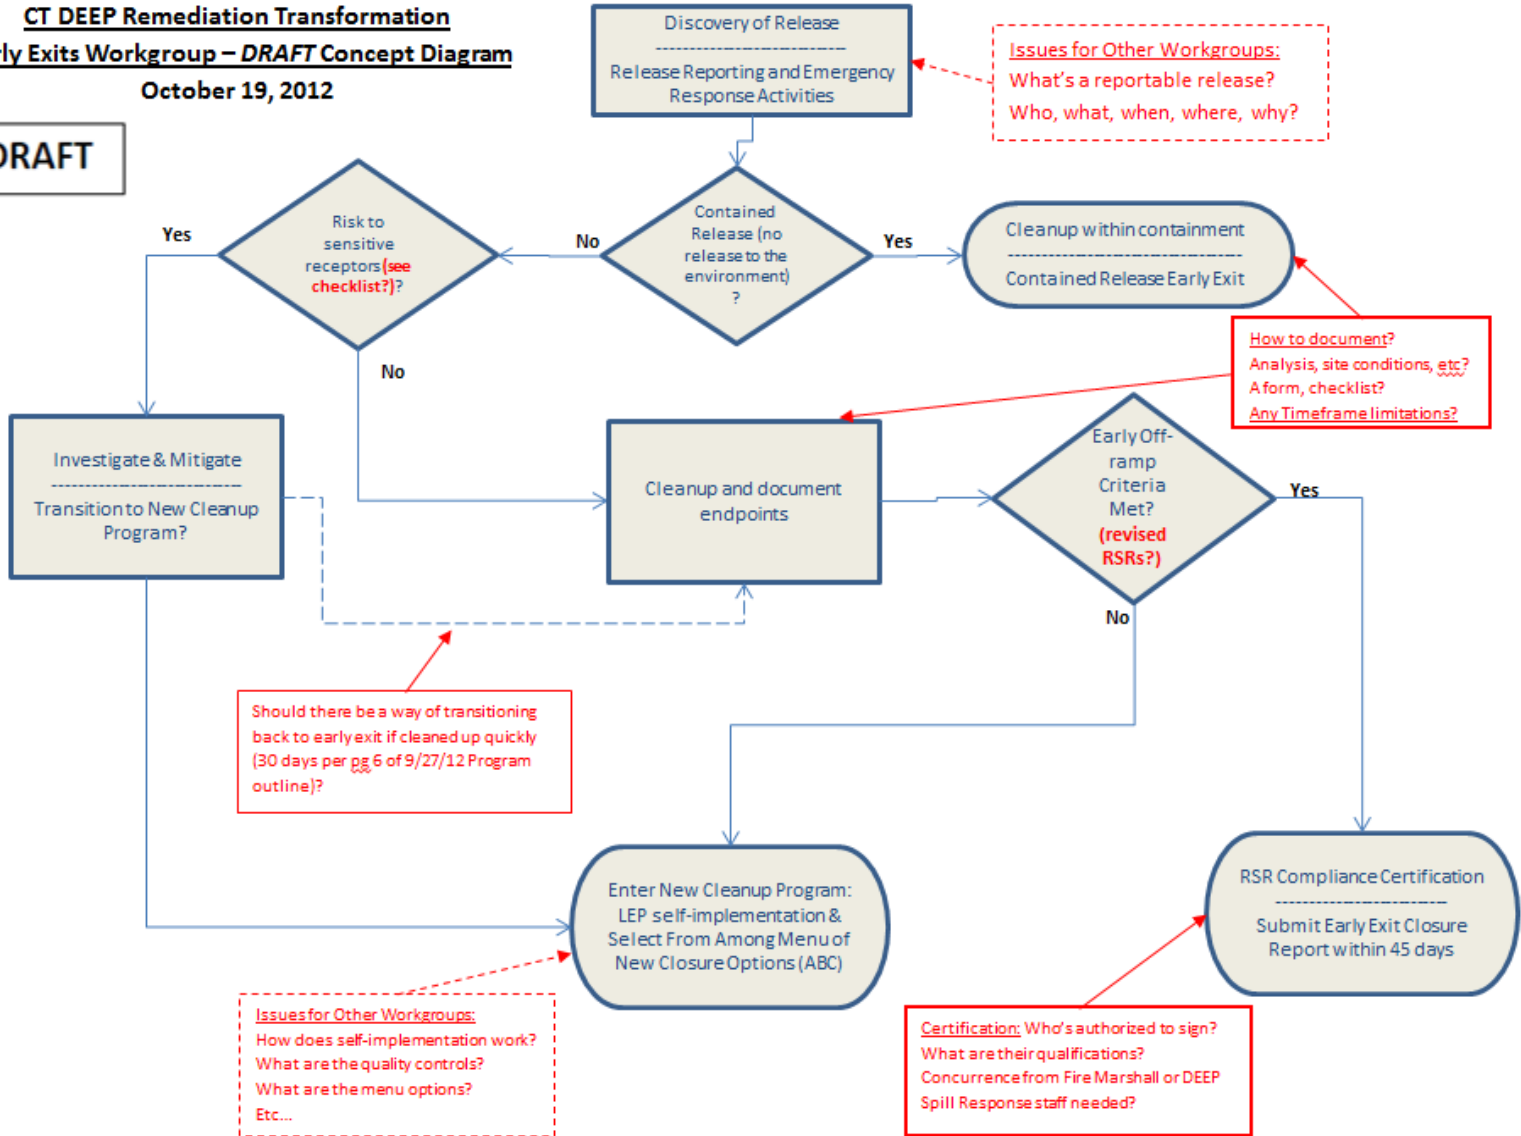 CT DEEP Remediation Transformation
rly Exits Workgroup – DRAFT Concept Diagram
October 19, 2012
DRAFT
Discovery of Release
Release Reporting and Emergency
Response Activities
Issues for Other Workgroups:
What's a reportable release?
Who, what, when, where, why?
Yes
Risk to
sensitive
receptors (see
checklist?)?
No
No
Contained
Release (no
release to the
environment)
?
Yes
Cleanup within containment
Contained Release Early Exit
How to document?
Analysis, site conditions, etc?
A form, checklist?
Any Timeframe limitations?
Investigate & Mitigate
Transition to New Cleanup
Program?
Cleanup and document
endpoints
Early Off-
ramp
Criteria
Met?
(revised
RSRs?)
Yes
No
Should there be a way of transitioning
back to early exit if cleaned up quickly
(30 days per pg 6 of 9/27/12 Program
outline)?
Enter New Cleanup Program:
LEP self-implementation &
Select From Among Menu of
New Closure Options (ABC)
RSR Compliance Certification
Submit Early Exit Closure
Report within 45 days
Issues for Other Workgroups:
How does self-implementation work?
What are the quality controls?
What are the menu options?
Etc...
Certification: Who's authorized to sign?
What are their qualifications?
Concurrence from Fire Marshall or DEEP
Spill Response staff needed?